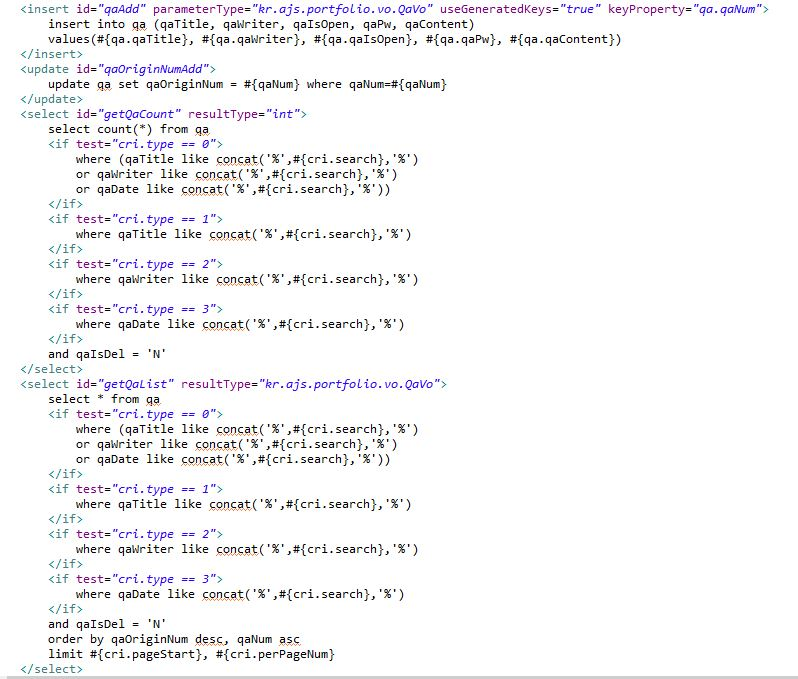 <insert id="qaAdd" parameterType="kr.ajs.portfolio.vo.QaVo" useGeneratedKeys="true" keyProperty="qa.qaNum">
insert into qa (qaTitle, qaWriter, qaIsOpen, qaPw, qaContent)
values(#{qa.qaTitle}, #{qa.qaWriter}, #{qa.qaIsOpen}, #{qa.qaPw}, #{qa.qaContent})
</insert>
<update id="qaOriginNumAdd">
update qa set qaOriginNum = #{qaNum} where qaNum=#{qaNum}
</update>
<select id="getQaCount" resultType="int">
select count(*) from qa
<if test="cri.type == 0">
where (qaTitle like concat('%',#{cri.search},'%')
or qaWriter like concat('%',#{cri.search},'%')
or qaDate like concat('%',#{cri.search},'%'))
</if>
<if test="cri.type == 1">
where qaTitle like concat('%',#{cri.search},'%')
</if>
<if test="cri.type == 2">
where qaWriter like concat('%',#{cri.search},'%')
</if>
<if test="cri.type == 3">
where qaDate like concat('%',#{cri.search},'%')
</if>
and qaIsDel = 'N'
</select>
<select id="getQaList" resultType="kr.ajs.portfolio.vo.QaVo">
select * from qa
<if test="cri.type == 0">
where (qaTitle like concat('%',#{cri.search},'%')
or qaWriter like concat('%',#{cri.search},'%')
or qaDate like concat('%',#{cri.search},'%'))
</if>
<if test="cri.type == 1">
where qaTitle like concat('%',#{cri.search},'%')
</if>
<if test="cri.type == 2">
where qaWriter like concat('%',#{cri.search},'%')
</if>
<if test="cri.type == 3">
where qaDate like concat('%',#{cri.search},'%')
</if>
and qaIsDel = 'N'
order by qaOriginNum desc, qaNum asc
limit #{cri.pageStart}, #{cri.perPageNum}
</select>